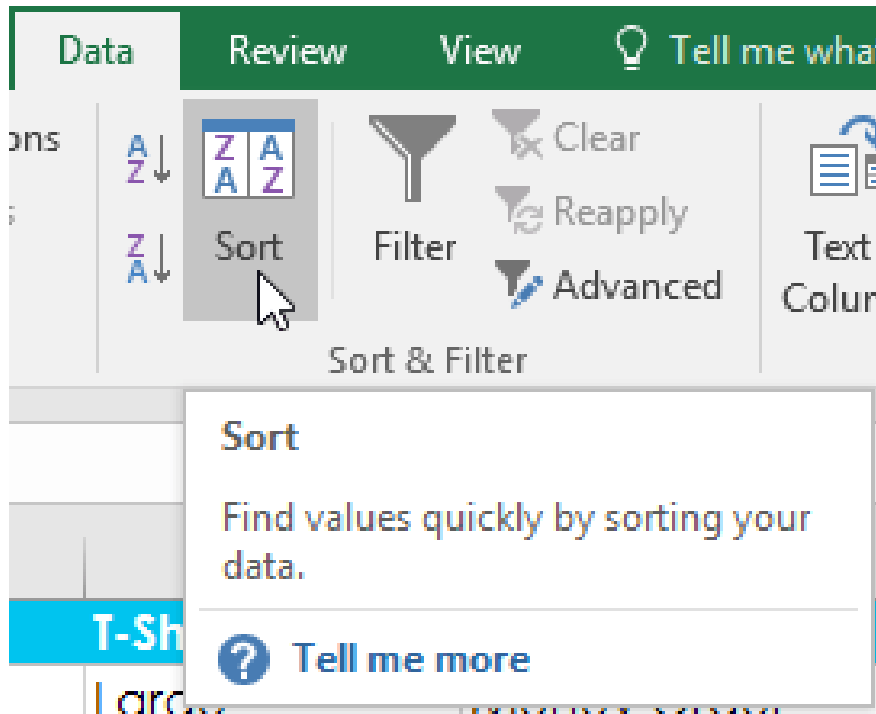 Data Review View Tell me wha
ons
A Z Z A A Z Clear
Reapply
Z A Sort Filter Text
Advanced Colun
Sort & Filter
Sort
Find values quickly by sorting your
data.
? Tell me more
T-Sh